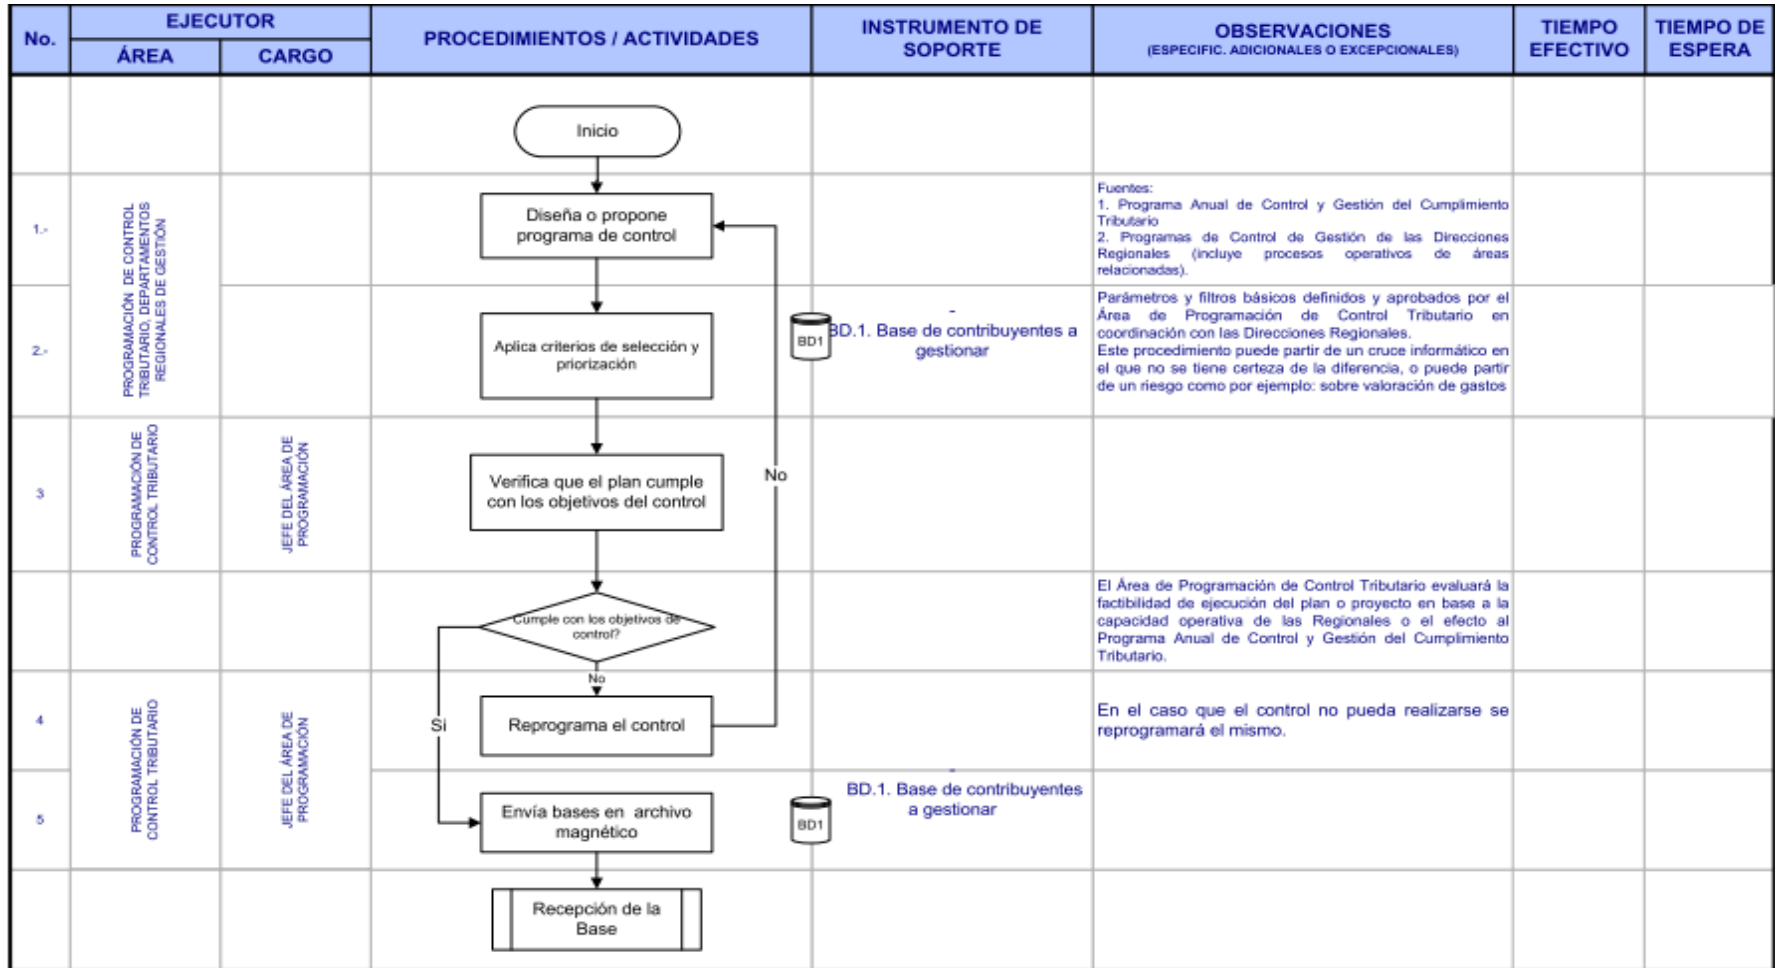 No.
EJECUTOR
ÁREA
CARGO
PROCEDIMIENTOS / ACTIVIDADES
INSTRUMENTO DE
SOPORTE
OBSERVACIONES
(ESPECIFIC. ADICIONALES O EXCEPCIONALES)
TIEMPO
EFECTIVO
TIEMPO DE
ESPERA
Inicio
1.-
PROGRAMACIÓN DE CONTROL
TRIBUTARIO, DEPARTAMENTOS
REGIONALES DE GESTIÓN
Diseña o propone
programa de control
Fuentes:
1. Programa Anual de Control y Gestión del Cumplimiento
Tributario
2. Programas de Control de Gestión de las Direcciones
Regionales (incluye procesos operativos de áreas
relacionadas).
2.-
Aplica criterios de selección y
priorización
BD1
-
BD.1. Base de contribuyentes a
gestionar
Parámetros y filtros básicos definidos y aprobados por el
Área de Programación de Control Tributario en
coordinación con las Direcciones Regionales.
Este procedimiento puede partir de un cruce informático en
el que no se tiene certeza de la diferencia, o puede partir
de un riesgo como por ejemplo: sobre valoración de gastos
3
PROGRAMACIÓN DE
CONTROL TRIBUTARIO
JEFE DEL ÁREA DE
PROGRAMACIÓN
Verifica que el plan cumple
con los objetivos del control
No
Cumple con los objetivos de
control?
El Área de Programación de Control Tributario evaluará la
factibilidad de ejecución del plan o proyecto en base a la
capacidad operativa de las Regionales o el efecto al
Programa Anual de Control y Gestión del Cumplimiento
Tributario.
No
4
PROGRAMACIÓN DE
CONTROL TRIBUTARIO
JEFE DEL ÁREA DE
PROGRAMACIÓN
Si
Reprograma el control
En el caso que el control no pueda realizarse se
reprogramará el mismo.
5
Envía bases en archivo
magnético
BD1
-
BD.1. Base de contribuyentes
a gestionar
Recepción de la
Base